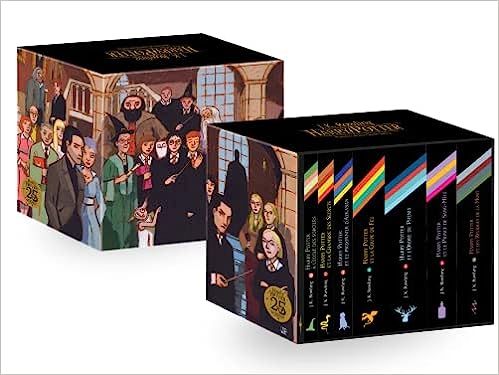 J.K. Rowling
HARRY POTTER
25
J.K. Rowling
HARRY POTTER
25
HARRY POTTER
À L'ÉCOLE DES SORCIERS
J.K. Rowling
HARRY POTTER
ET LA CHAMBRE DES SECRETS
J.K. Rowling
HARRY POTTER
ET LE PRISONNIER D'AZKABAN
J.K. Rowling
HARRY POTTER
ET LA COUPE DE FEU
J.K. Rowling
HARRY POTTER
ET L'ORDRE DU PHÉNIX
J.K. Rowling
HARRY POTTER
ET LE PRINCE DE SANG-MÊLÉ
J.K. Rowling
HARRY POTTER
ET LES RELIQUES DE LA MORT
J.K. Rowling